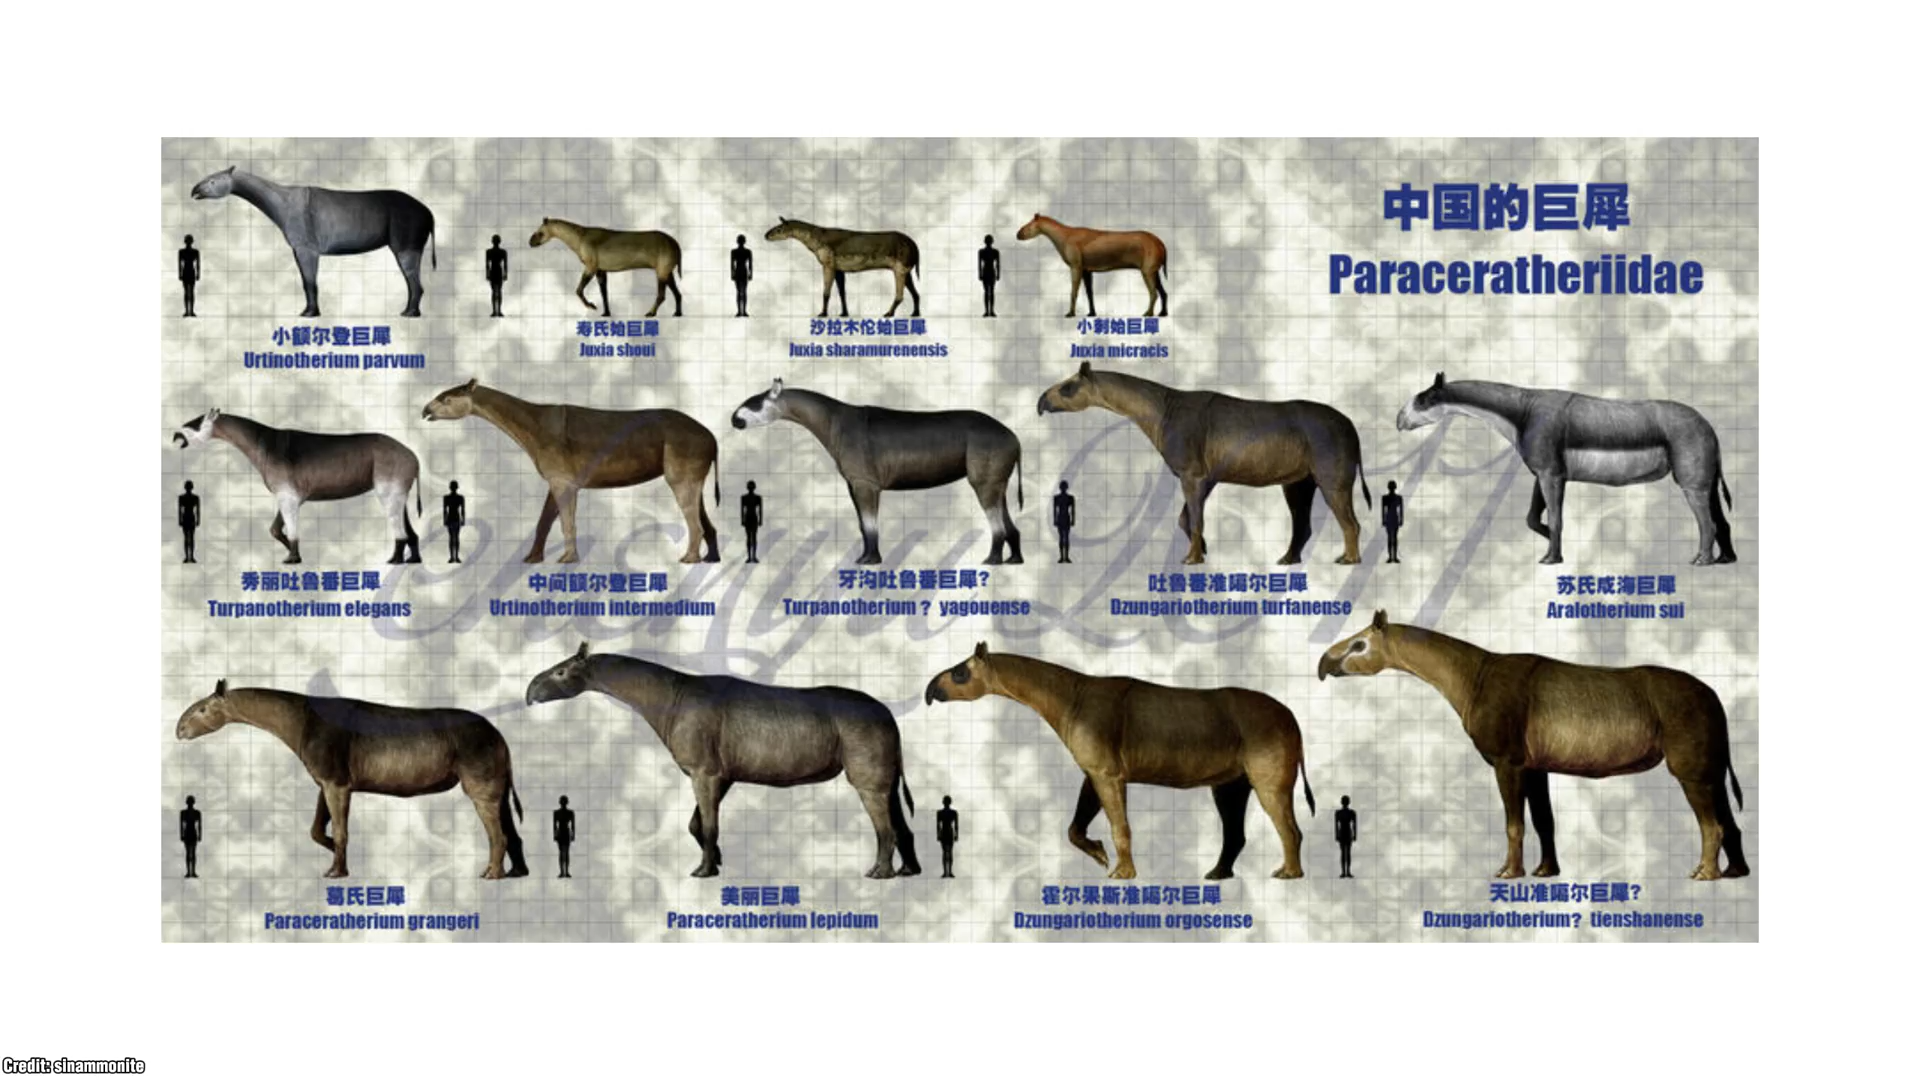 中国的巨犀
Paraceratheriidae
小额尔登巨犀
Urtinotherium parvum
寿氏始巨犀
Juxia shoui
沙拉木伦始巨犀
Juxia sharamurenensis
小刺始巨犀
Juxia micracis
秀丽吐鲁番巨犀
Turpanotherium elegans
中间额尔登巨犀
Urtinotherium intermedium
牙沟吐鲁番巨犀?
Turpanotherium ? yagouense
吐鲁番准噶尔巨犀
Dzungariotherium turfanense
苏氏咸海巨犀
Aralotherium sui
葛氏巨犀
Paraceratherium grangeri
美丽巨犀
Paraceratherium lepidum
霍尔果斯准噶尔巨犀
Dzungariotherium orgosense
天山准噶尔巨犀?
Dzungariotherium? tienshanense
Credit: sinammonite